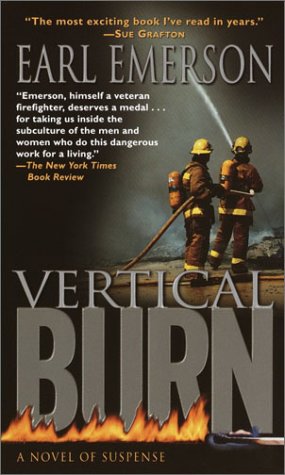 "The most exciting book I've read in years."
—SUE GRAFTON
EARL EMERSON
"Emerson, himself a veteran
firefighter, deserves a medal . . .
for taking us inside the
subculture of the men and
women who do this dangerous
work for a living."
—The New York Times
Book Review
VERTICAL
BURN
A NOVEL OF SUSPENSE